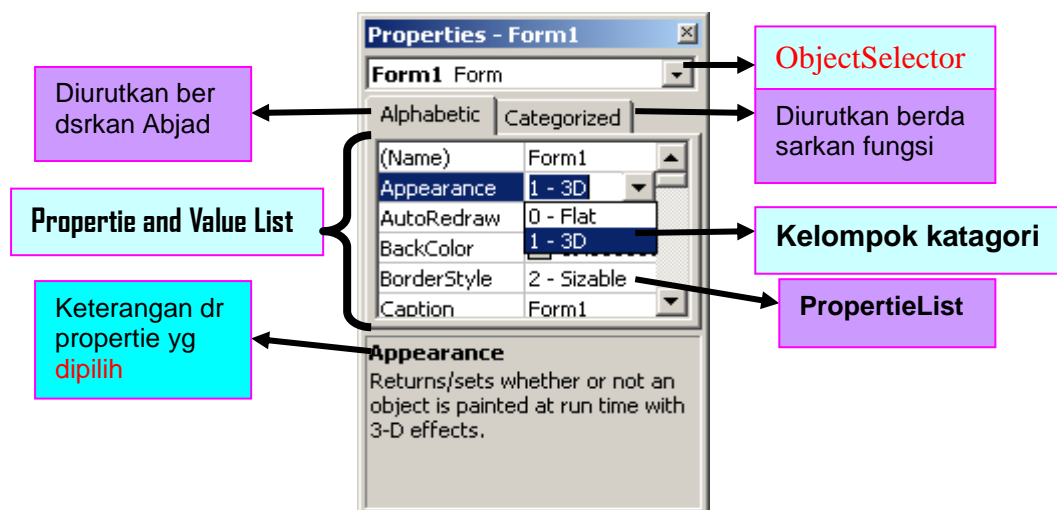 Properties - Form1
Form1 Form
ObjectSelector
Diurutkan ber
dsrkan Abjad
Alphabetic
Categorized
Diurutkan berda
sarkan fungsi
Propertie and Value List
(Name) Form1
Appearance 1 - 3D
AutoRedraw 0 - Flat
BackColor 1 - 3D
BorderStyle 2 - Sizable
Caption Form1
Kelompok katagori
PropertieList
Keterangan dr
propertie yg
dipilih
Appearance
Returns/sets whether or not an
object is painted at run time with
3-D effects.